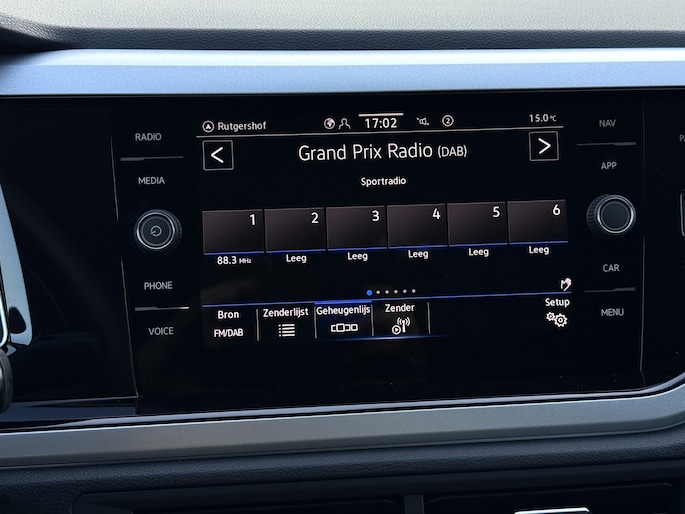 Rutgershof 17:02 2 15.0 °C
RADIO
MEDIA
PHONE
VOICE
Grand Prix Radio (DAB)
Sportradio
1 2 3 4 5 6
88.3 MHz Leeg Leeg Leeg Leeg Leeg
Bron Zenderlijst Geheugenlijs Zender Setup
FM/DAB
NAV
APP
CAR
MENU